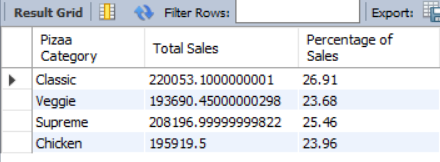 Result Grid Filter Rows: Export:
Pizaa Category Total Sales Percentage of Sales
Classic 220053.1000000001 26.91
Veggie 193690.45000000298 23.68
Supreme 208196.99999999822 25.46
Chicken 195919.5 23.96